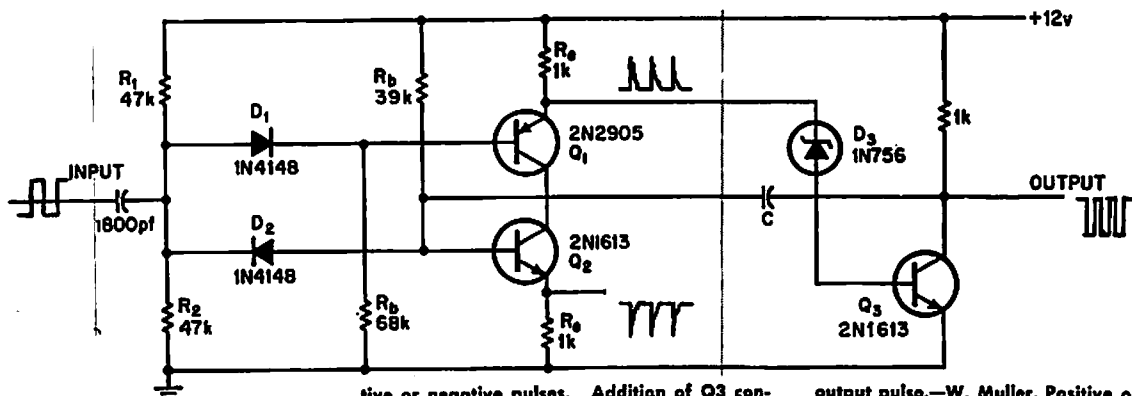 +12v
R1
47k
Rb
39k
Re
1k
1k
D1
1N4148
2N2905
Q1
D3
1N756
INPUT
1800pf
OUTPUT
C
D2
1N4148
2N1613
Q2
R2
47k
Rb
68k
Re
1k
Q3
2N1613
tive or negative pulses. Addition of Q3 con-
output pulse.—W. Muller, Positive o